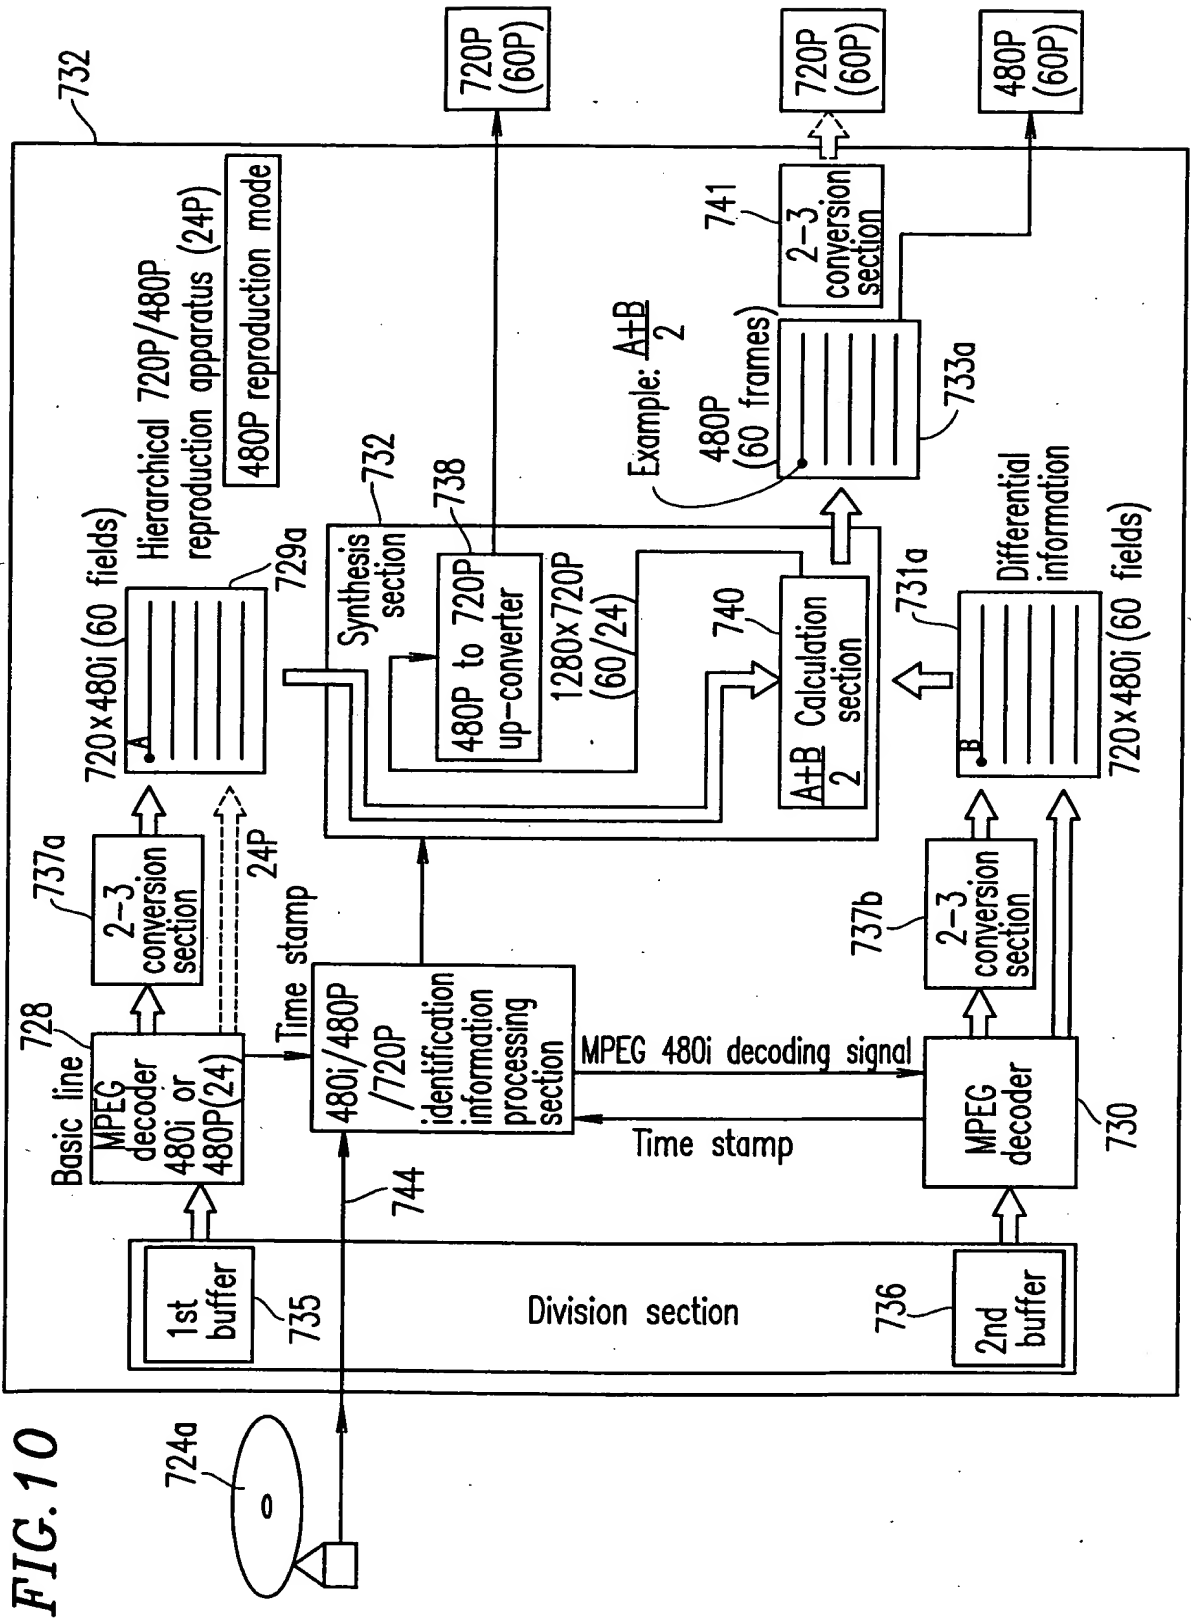 FIG.10
724a
744
732
Hierarchical 720P/480P
reproduction apparatus (24P)
480P reproduction mode
Division section
1st
buffer
735
736
2nd
buffer
Basic line
728
MPEG
decoder
480i or
480P(24)
737a
2-3
conversion
section
24P
720x480i(60 fields)
729a
A
Time stamp
480i/480P
/720P
identification
information
processing
section
MPEG 480i decoding signal
Time stamp
MPEG
decoder
730
737b
2-3
conversion
section
Synthesis
section
732
738
480P to 720P
up-converter
1280x720P
(60/24)
740
A+B
2
Calculation
section
731a
B
Differential
information
720x480i(60 fields)
Example: A+B
2
480P
(60 frames)
733a
741
2-3
conversion
section
720P
(60P)
720P
(60P)
480P
(60P)